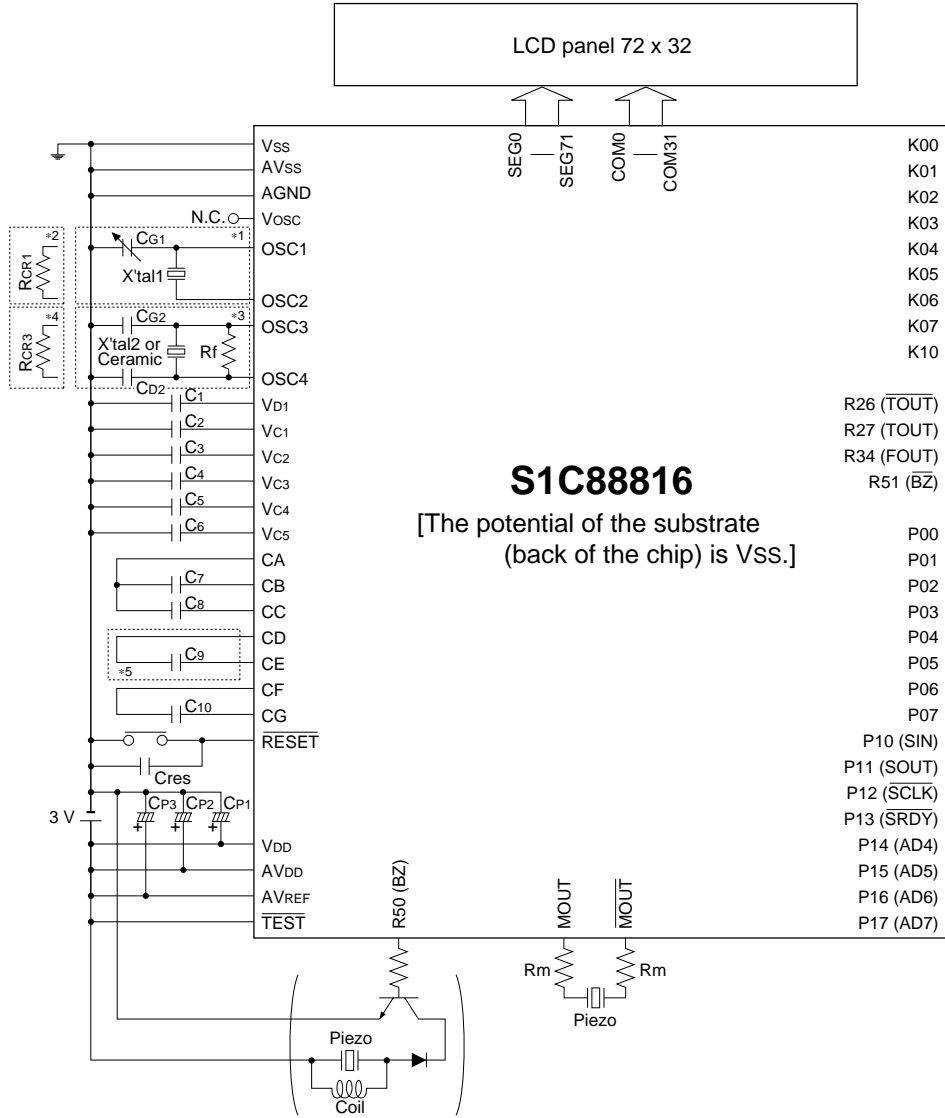 LCD panel 72 x 32
SEG0
SEG71
COM0
COM31
VSS
AVSS
AGND
N.C.
VOSC
*2
RCR1
CG1
*1
X'tal1
OSC1
OSC2
*4
RCR3
CG2
*3
X'tal2 or
Ceramic
Rf
CD2
OSC3
OSC4
C1
VD1
C2
VC1
C3
VC2
C4
VC3
C5
VC4
C6
VC5
CA
C7
CB
C8
CC
CD
C9
CE
*5
CF
C10
CG
RESET
Cres
3 V
CP3
CP2
CP1
+
+
+
VDD
AVDD
AVREF
TEST
S1C88816
[The potential of the substrate
(back of the chip) is VSS.]
K00
K01
K02
K03
K04
K05
K06
K07
K10
R26 (TOUT)
R27 (TOUT)
R34 (FOUT)
R51 (BZ)
P00
P01
P02
P03
P04
P05
P06
P07
P10 (SIN)
P11 (SOUT)
P12 (SCLK)
P13 (SRDY)
P14 (AD4)
P15 (AD5)
P16 (AD6)
P17 (AD7)
R50 (BZ)
MOUT
MOUT
Rm
Rm
Piezo
Piezo
Coil